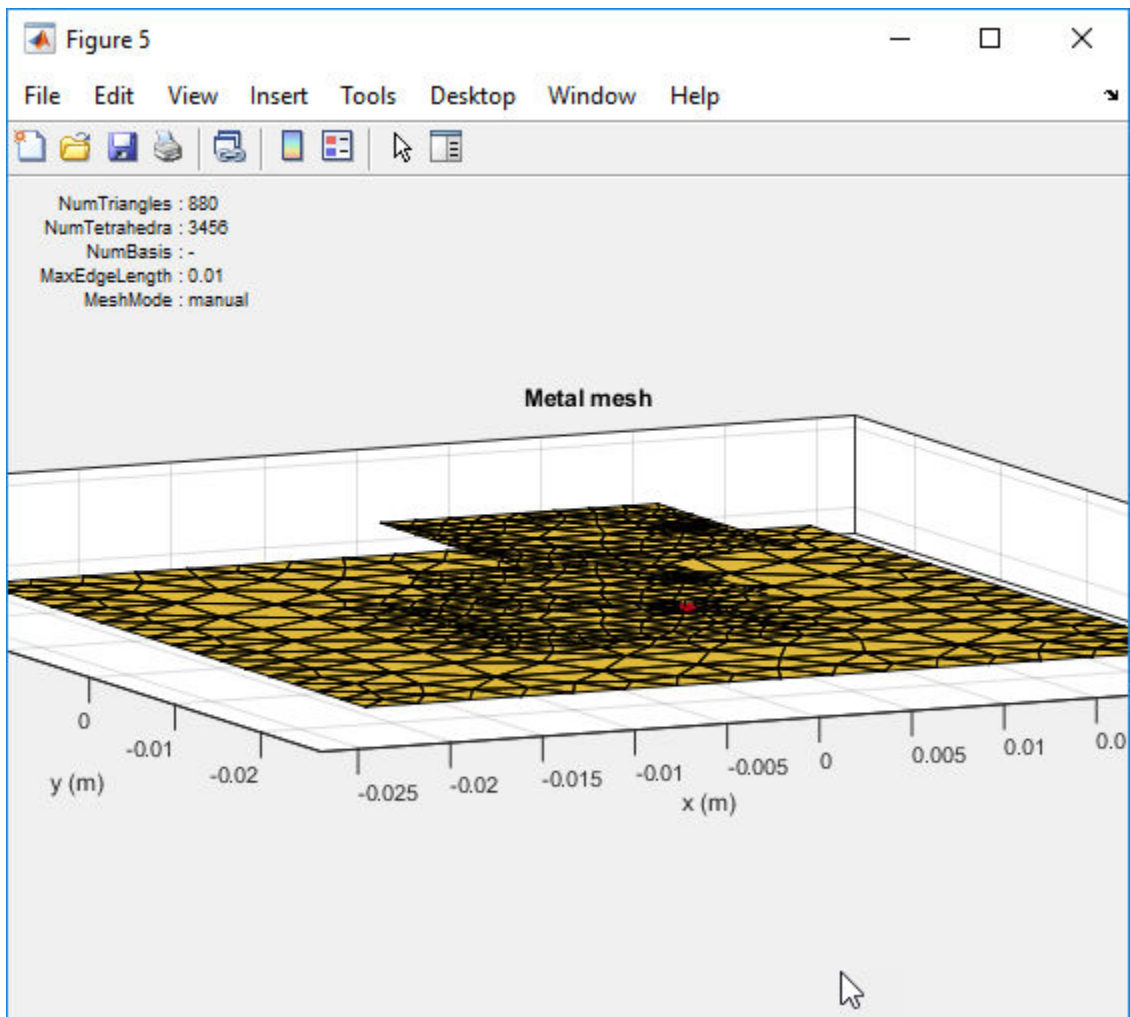 Figure 5
File Edit View Insert Tools Desktop Window Help
NumTriangles : 880
NumTetrahedra : 3456
NumBasis : -
MaxEdgeLength : 0.01
MeshMode : manual
Metal mesh
0
-0.01
-0.02
y (m)
-0.025
-0.02
-0.015
-0.01
-0.005
0
0.005
0.01
0.0
x (m)